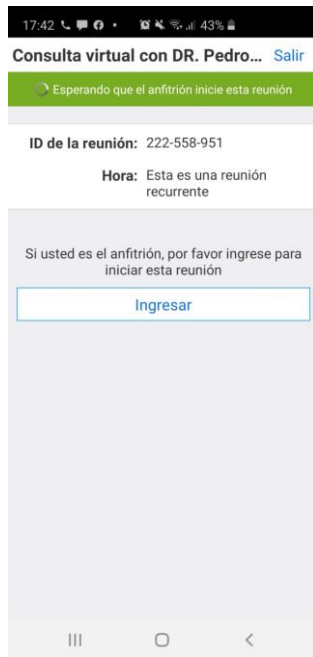 17:42 43%
Consulta virtual con DR. Pedro... Salir
Esperando que el anfitrión inicie esta reunión
ID de la reunión: 222-558-951
Hora: Esta es una reunión
recurrente
Si usted es el anfitrión, por favor ingrese para
iniciar esta reunión
Ingresar